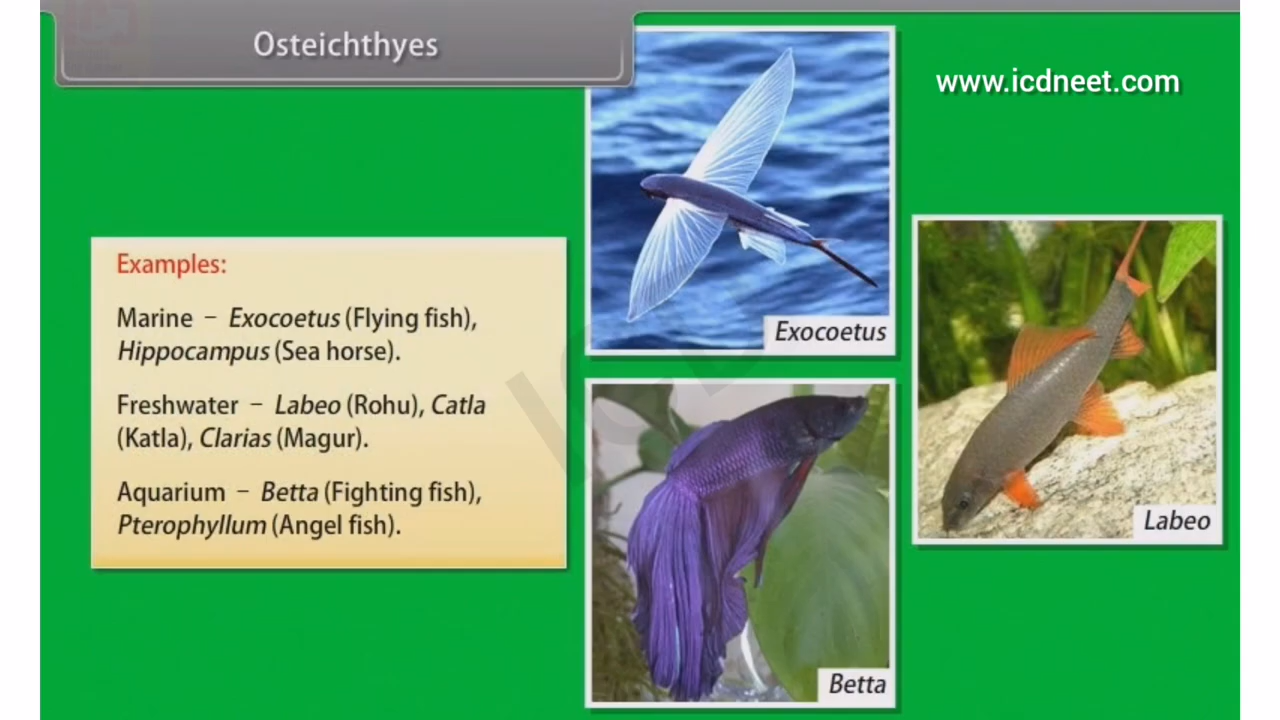 Osteichthyes
www.icdneet.com
Examples:
Marine – Exocoetus (Flying fish),
Hippocampus (Sea horse).
Freshwater – Labeo (Rohu), Catla
(Katla), Clarias (Magur).
Aquarium – Betta (Fighting fish),
Pterophyllum (Angel fish).
Exocoetus
Labeo
Betta